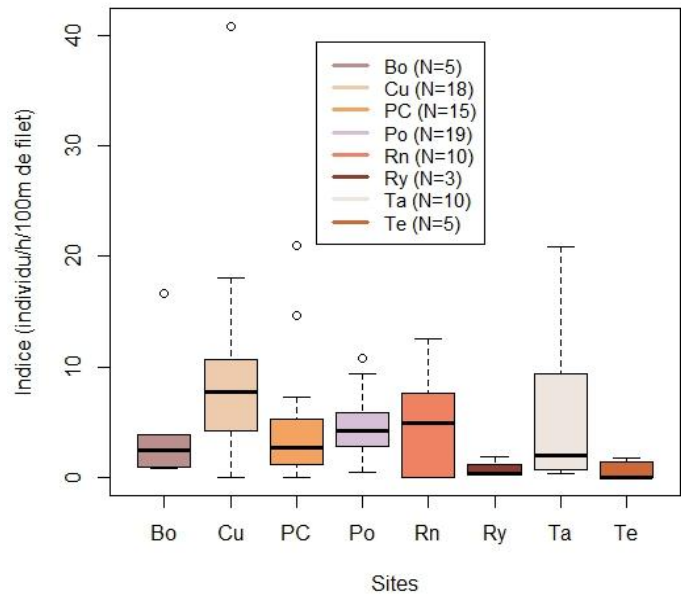 Indice (individu/h/100m de filet)
40
30
20
10
0
Bo (N=5)
Cu (N=18)
PC (N=15)
Po (N=19)
Rn (N=10)
Ry (N=3)
Ta (N=10)
Te (N=5)
Bo Cu PC Po Rn Ry Ta Te
Sites